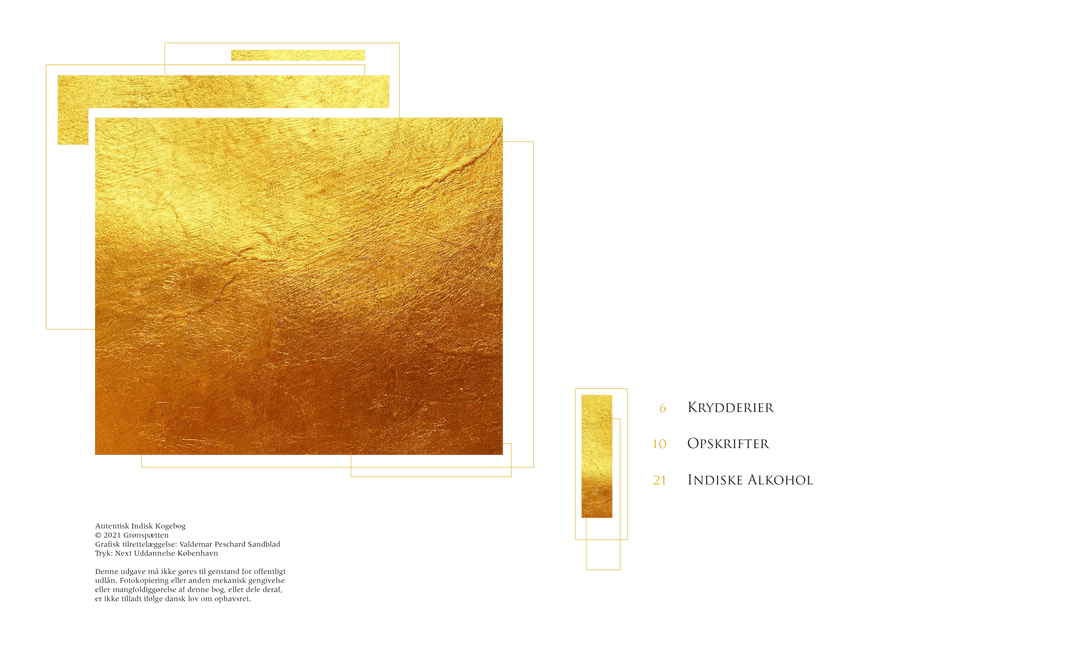 Autentisk Indisk Kogebog
© 2021 Grønspætten
Grafisk tilrettelæggelse: Valdemar Peschard Sandblad
Tryk: Next Uddannelse København
Denne udgave må ikke gøres til genstand for offentligt
udlån. Fotokopiering eller anden mekanisk gengivelse
eller mangfoldiggørelse af denne bog, eller dele deraf,
er ikke tilladt ifølge dansk lov om ophavsret.
6 Krydderier
10 Opskrifter
21 Indiske Alkohol